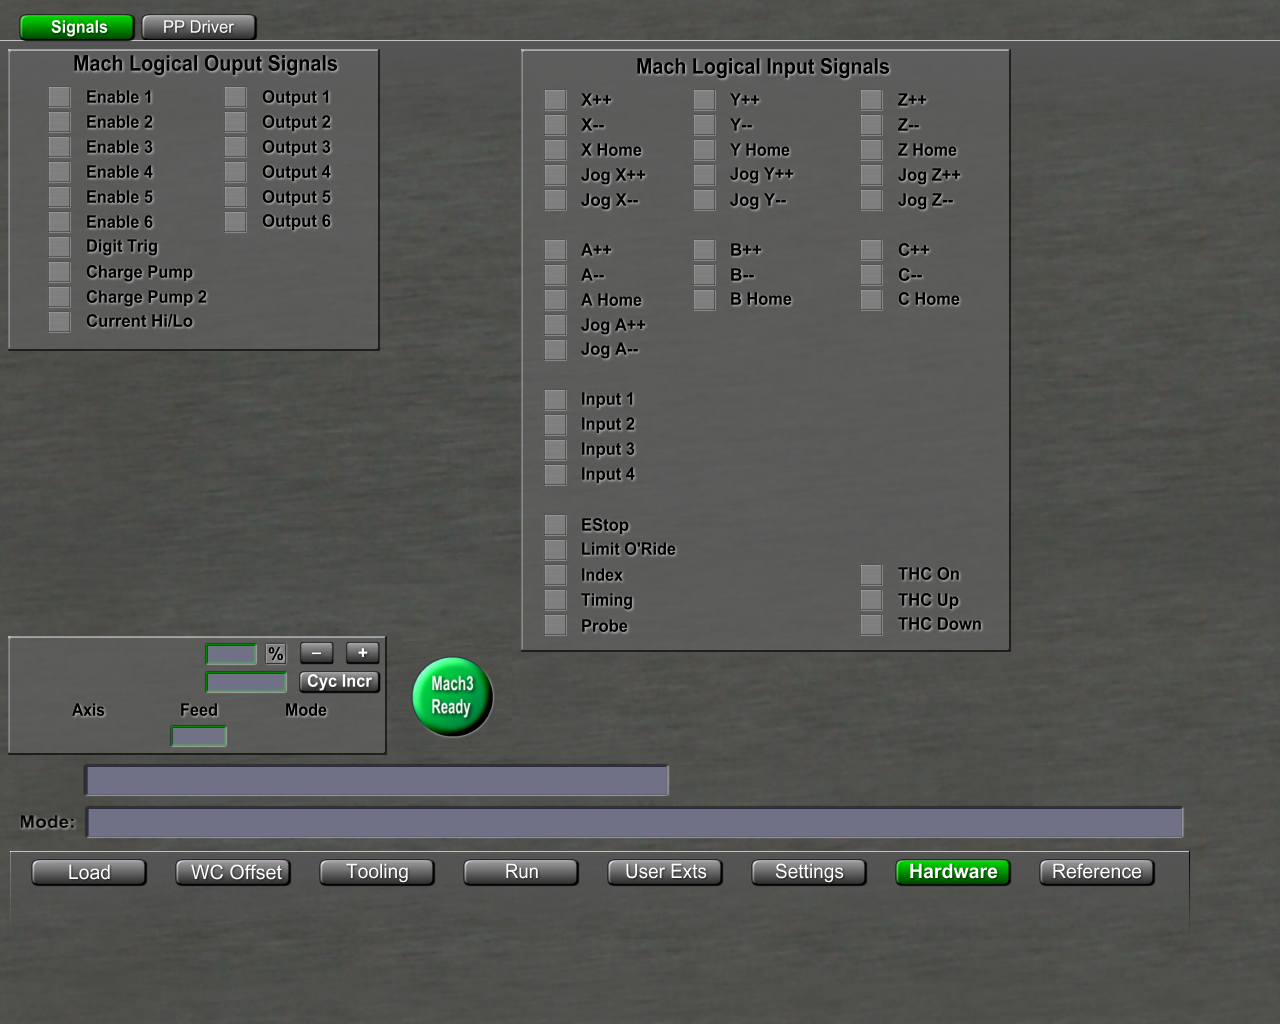 Signals PP Driver
Mach Logical Ouput Signals
Enable 1 Output 1
Enable 2 Output 2
Enable 3 Output 3
Enable 4 Output 4
Enable 5 Output 5
Enable 6 Output 6
Digit Trig
Charge Pump
Charge Pump 2
Current Hi/Lo
Mach Logical Input Signals
X++ Y++ Z++
X-- Y-- Z--
X Home Y Home Z Home
Jog X++ Jog Y++ Jog Z++
Jog X-- Jog Y-- Jog Z--
A++ B++ C++
A-- B-- C--
A Home B Home C Home
Jog A++
Jog A--
Input 1
Input 2
Input 3
Input 4
EStop
Limit O'Ride
Index THC On
Timing THC Up
Probe THC Down
% – +
Cyc Incr
Axis Feed Mode
Mach3
Ready
Mode:
Load WC Offset Tooling Run User Exts Settings Hardware Reference